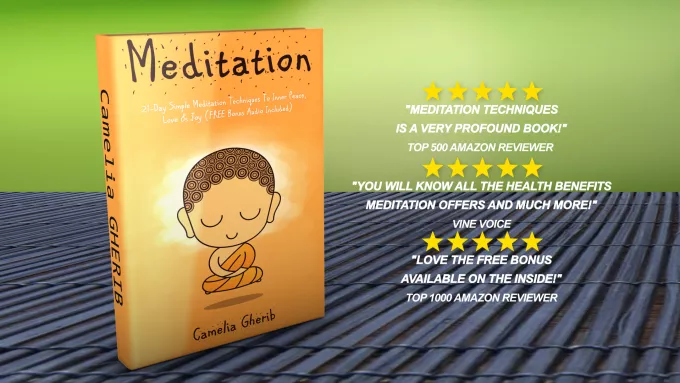 Meditation
21-Day Simple Meditation Techniques To Inner Peace,
Love & Joy (FREE Bonus Audio Included)
Camelia Gherib
Camelia GHERIB
"MEDITATION TECHNIQUES
IS A VERY PROFOUND BOOK!"
TOP 500 AMAZON REVIEWER
"YOU WILL KNOW ALL THE HEALTH BENEFITS
MEDITATION OFFERS AND MUCH MORE!"
VINE VOICE
"LOVE THE FREE BONUS
AVAILABLE ON THE INSIDE!"
TOP 1000 AMAZON REVIEWER